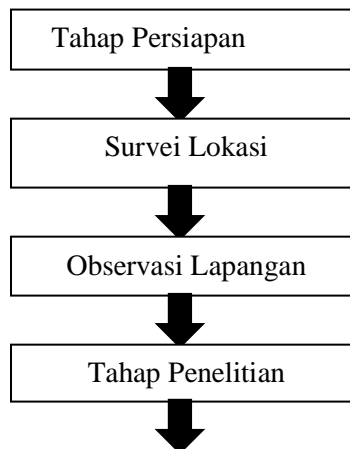 Tahap Persiapan
Survei Lokasi
Observasi Lapangan
Tahap Penelitian